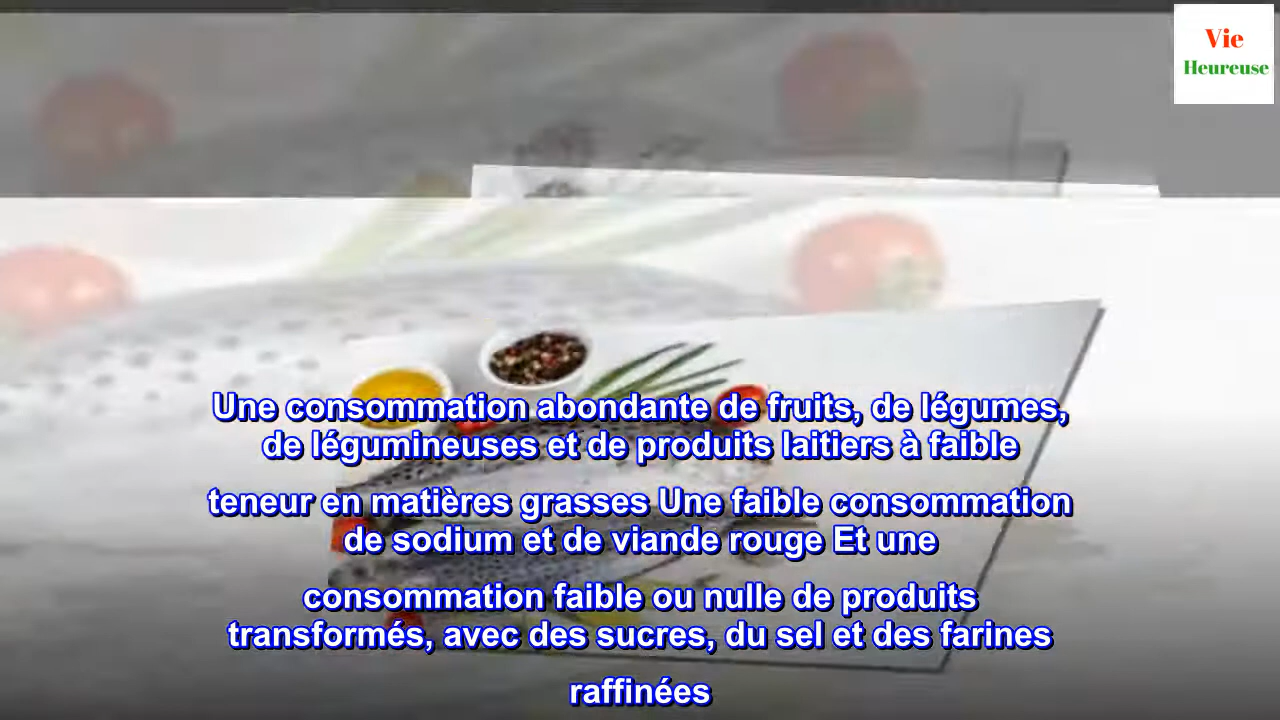 Vie
Heureuse
Une consommation abondante de fruits, de légumes,
de légumineuses et de produits laitiers à faible
teneur en matières grasses Une faible consommation
de sodium et de viande rouge Et une
consommation faible ou nulle de produits
transformés, avec des sucres, du sel et des farines
raffinées